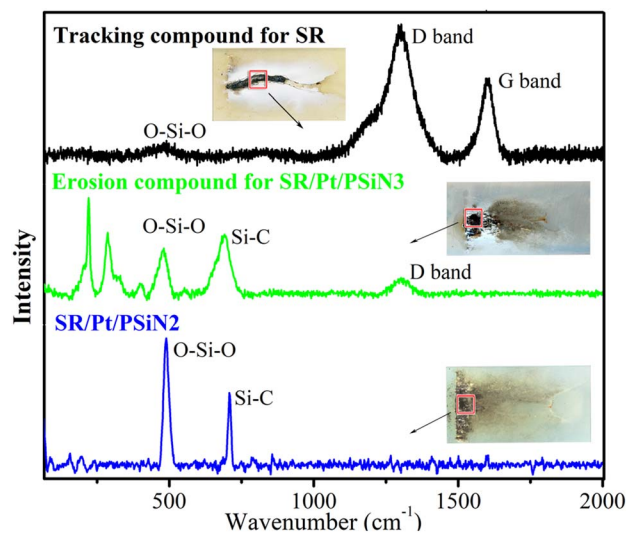 Tracking compound for SR
D band
G band
O-Si-O
Erosion compound for SR/Pt/PSiN3
O-Si-O
Si-C
D band
SR/Pt/PSiN2
O-Si-O
Si-C
Intensity
500 1000 1500 2000
Wavenumber (cm⁻¹)